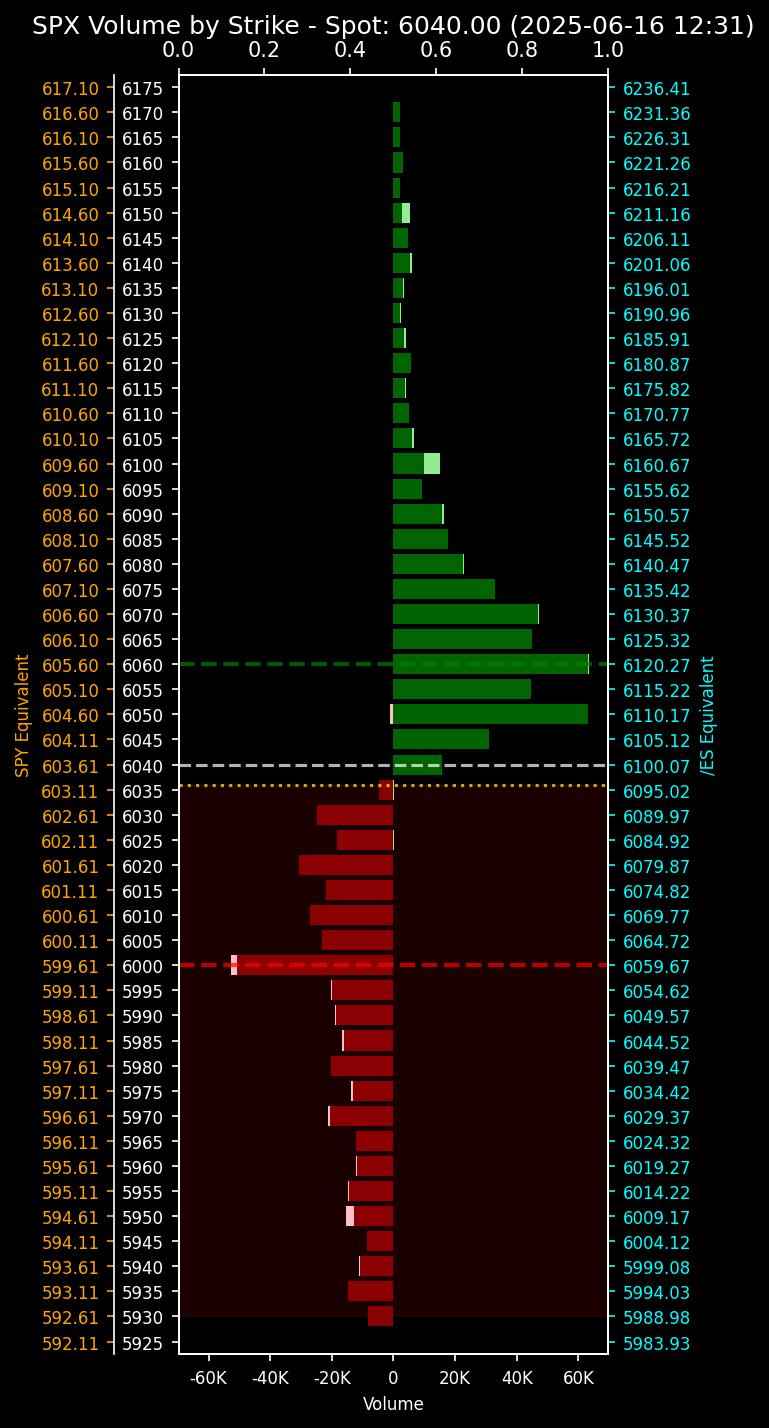 SPX Volume by Strike - Spot: 6040.00 (2025-06-16 12:31)
0.0 0.2 0.4 0.6 0.8 1.0
617.10 6175 6236.41
616.60 6170 6231.36
616.10 6165 6226.31
615.60 6160 6221.26
615.10 6155 6216.21
614.60 6150 6211.16
614.10 6145 6206.11
613.60 6140 6201.06
613.10 6135 6196.01
612.60 6130 6190.96
612.10 6125 6185.91
611.60 6120 6180.87
611.10 6115 6175.82
610.60 6110 6170.77
610.10 6105 6165.72
609.60 6100 6160.67
609.10 6095 6155.62
608.60 6090 6150.57
608.10 6085 6145.52
607.60 6080 6140.47
607.10 6075 6135.42
606.60 6070 6130.37
606.10 6065 6125.32
605.60 6060 6120.27
605.10 6055 6115.22
604.60 6050 6110.17
604.11 6045 6105.12
603.61 6040 6100.07
603.11 6035 6095.02
602.61 6030 6089.97
602.11 6025 6084.92
601.61 6020 6079.87
601.11 6015 6074.82
600.61 6010 6069.77
600.11 6005 6064.72
599.61 6000 6059.67
599.11 5995 6054.62
598.61 5990 6049.57
598.11 5985 6044.52
597.61 5980 6039.47
597.11 5975 6034.42
596.61 5970 6029.37
596.11 5965 6024.32
595.61 5960 6019.27
595.11 5955 6014.22
594.61 5950 6009.17
594.11 5945 6004.12
593.61 5940 5999.08
593.11 5935 5994.03
592.61 5930 5988.98
592.11 5925 5983.93
SPY Equivalent
/ES Equivalent
-60K -40K -20K 0 20K 40K 60K
Volume